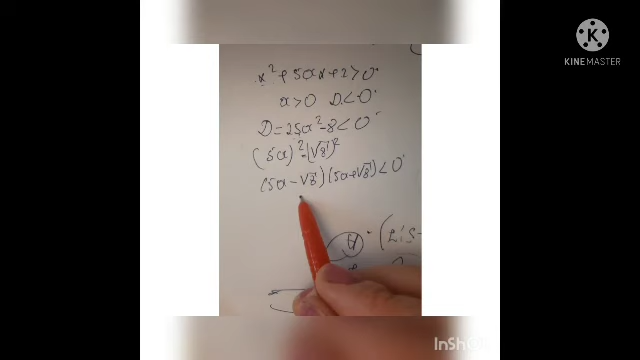 x² + 5ax + 2 > 0
a > 0 D < 0
D = 25a² - 8 < 0
(5a)² - (√8)²
(5a - √8)(5a + √8) < 0
K
KINEMASTER
InSh